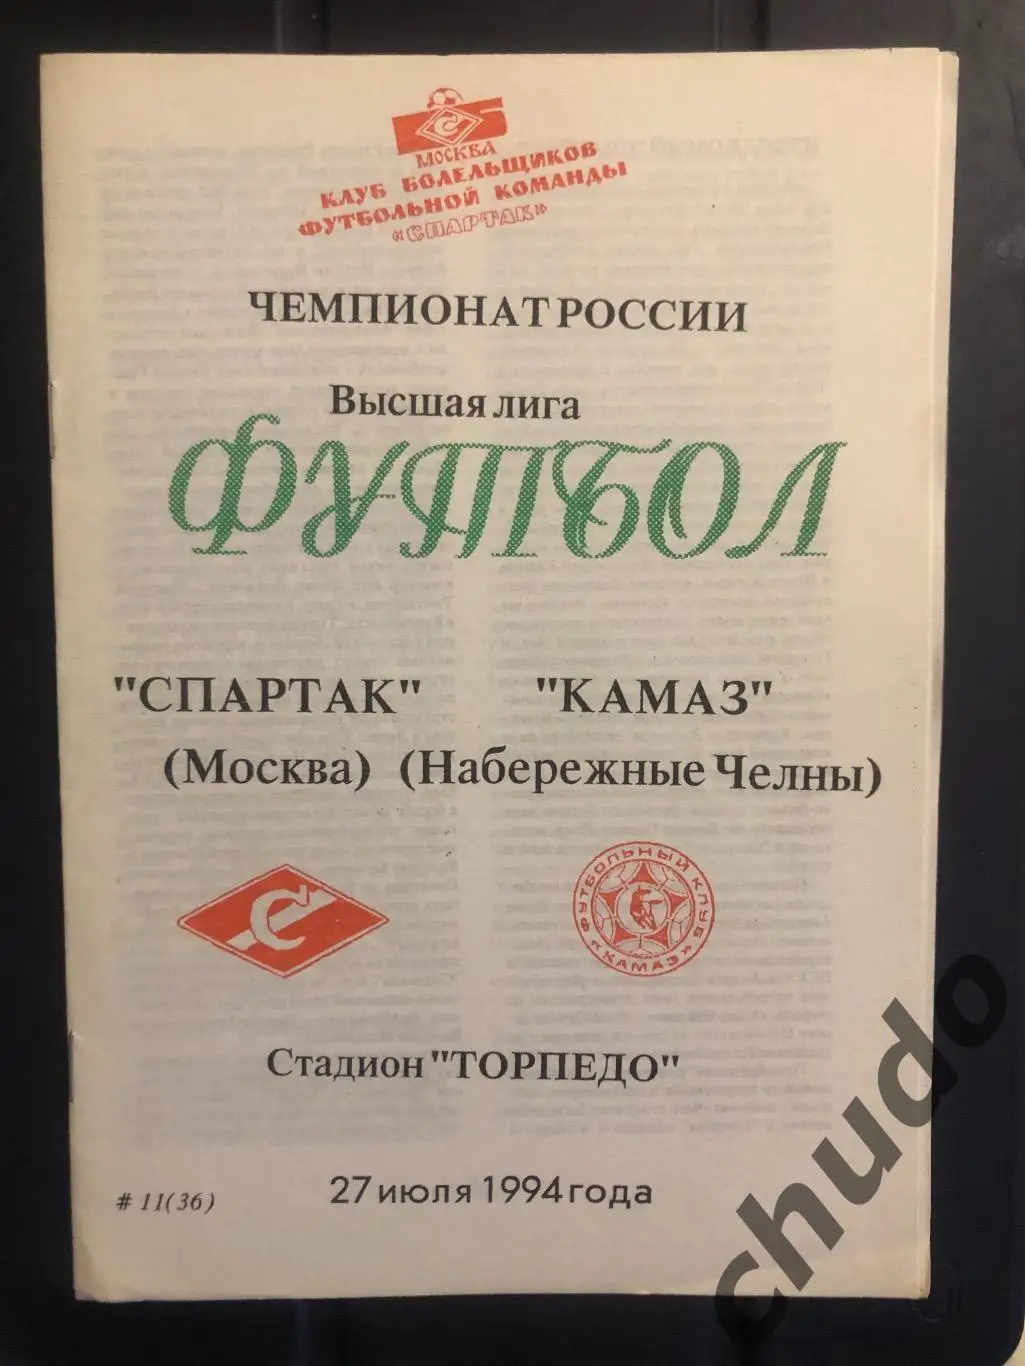 МОСКВА
КЛУБ БОЛЕЛЬЩИКОВ
ФУТБОЛЬНОЙ КОМАНДЫ
«СПАРТАК»
ЧЕМПИОНАТ РОССИИ
Высшая лига
ФУТБОЛ
"СПАРТАК" "КАМАЗ"
(Москва) (Набережные Челны)
ФУТБОЛЬНЫЙ КЛУБ
«КАМАЗ»
Стадион "ТОРПЕДО"
# 11(36)
27 июля 1994 года
chudo